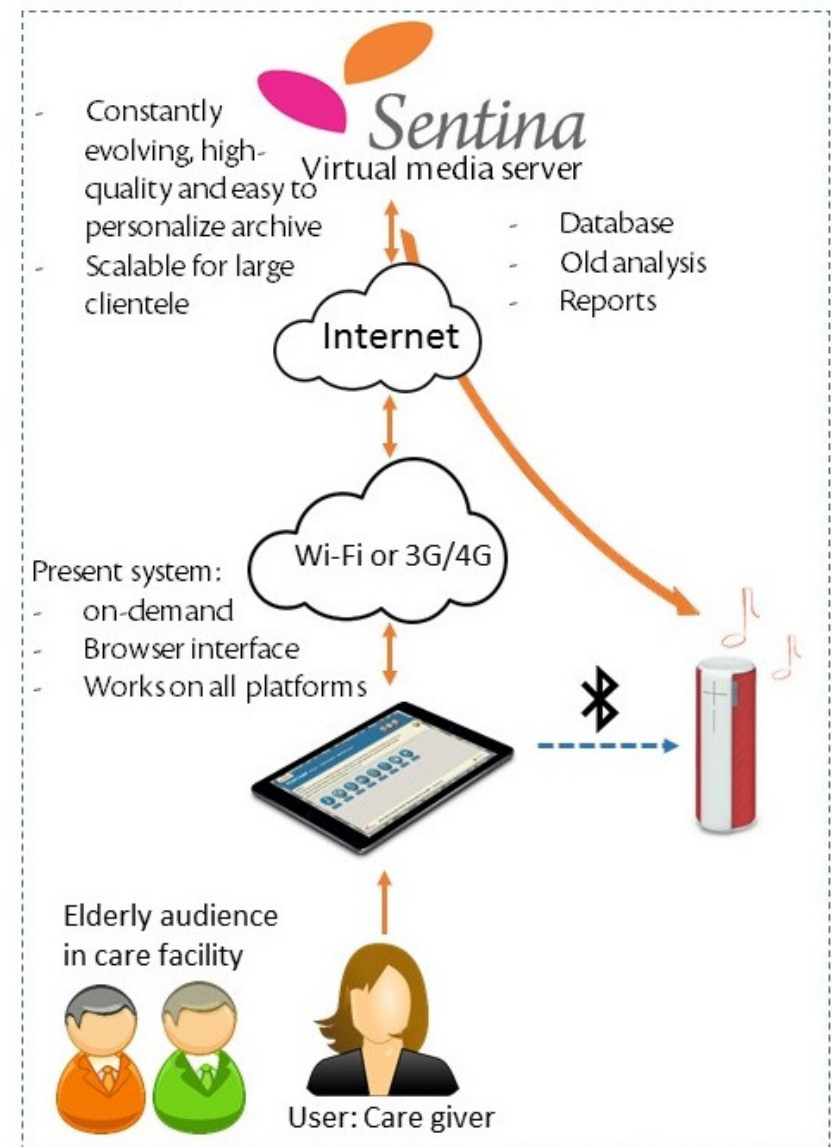 Sentina
Virtual media server
- Constantly
evolving, high-
quality and easy to
personalize archive
- Scalable for large
clientele
- Database
- Old analysis
- Reports
Internet
Wi-Fi or 3G/4G
Present system:
- on-demand
- Browser interface
- Works on all platforms
Elderly audience
in care facility
User: Care giver